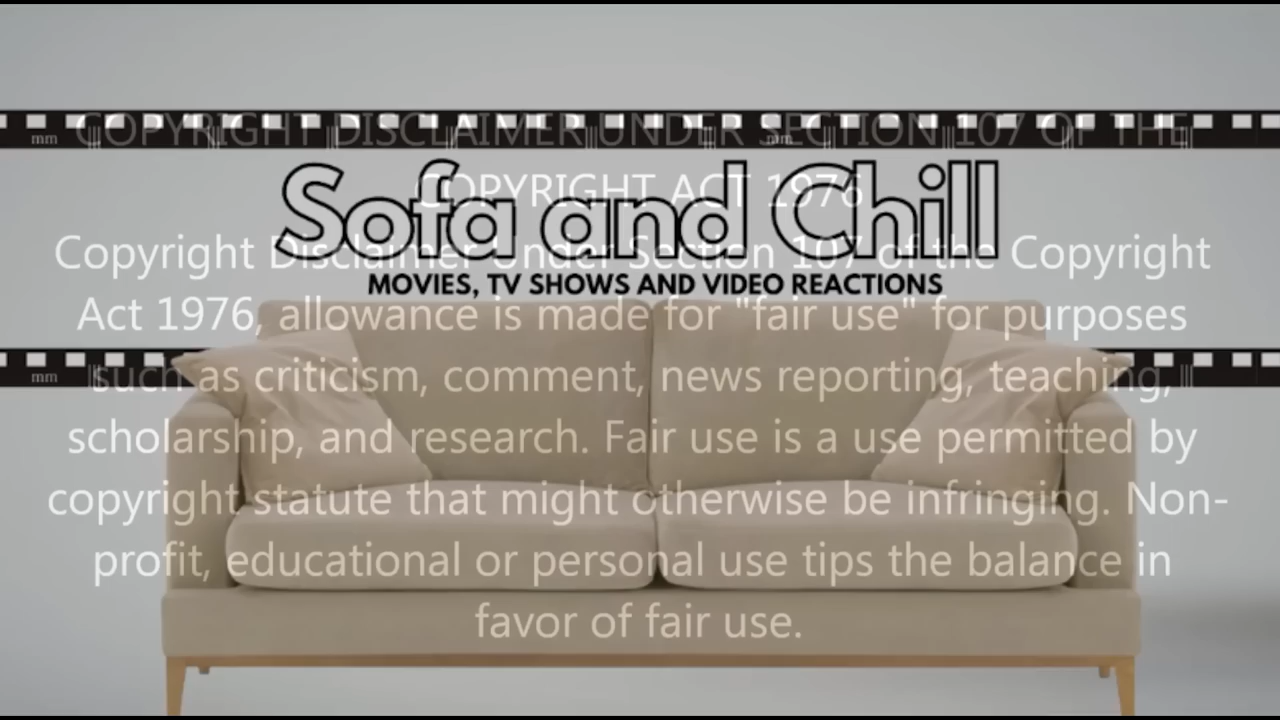 COPYRIGHT DISCLAIMER UNDER SECTION 107 OF THE
mm
mm
COPYRIGHT ACT 1976
Sofa and Chill
Copyright Disclaimer Under Section 107 of the Copyright
MOVIES, TV SHOWS AND VIDEO REACTIONS
Act 1976, allowance is made for "fair use" for purposes
such as criticism, comment, news reporting, teaching,
mm
scholarship, and research. Fair use is a use permitted by
copyright statute that might otherwise be infringing. Non-
profit, educational or personal use tips the balance in
favor of fair use.